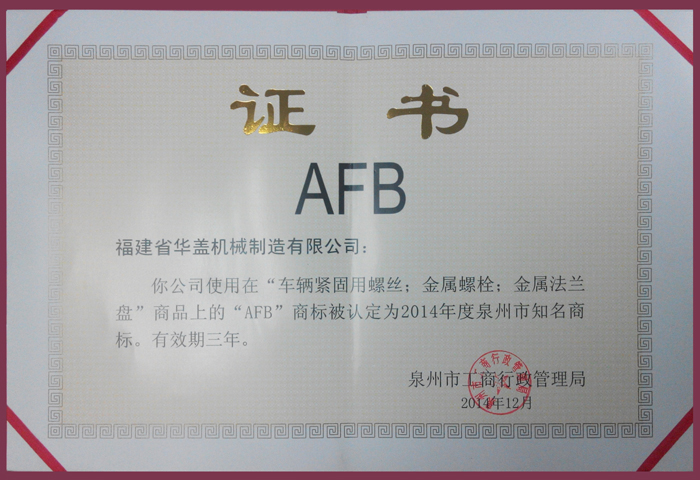 证 书
AFB
福建省华盖机械制造有限公司：
你公司使用在“车辆紧固用螺丝；金属螺栓；金属法兰
盘”商品上的“AFB”商标被认定为2014年度泉州市知名商
标。有效期三年。
泉州市工商行政管理局
2014年12月